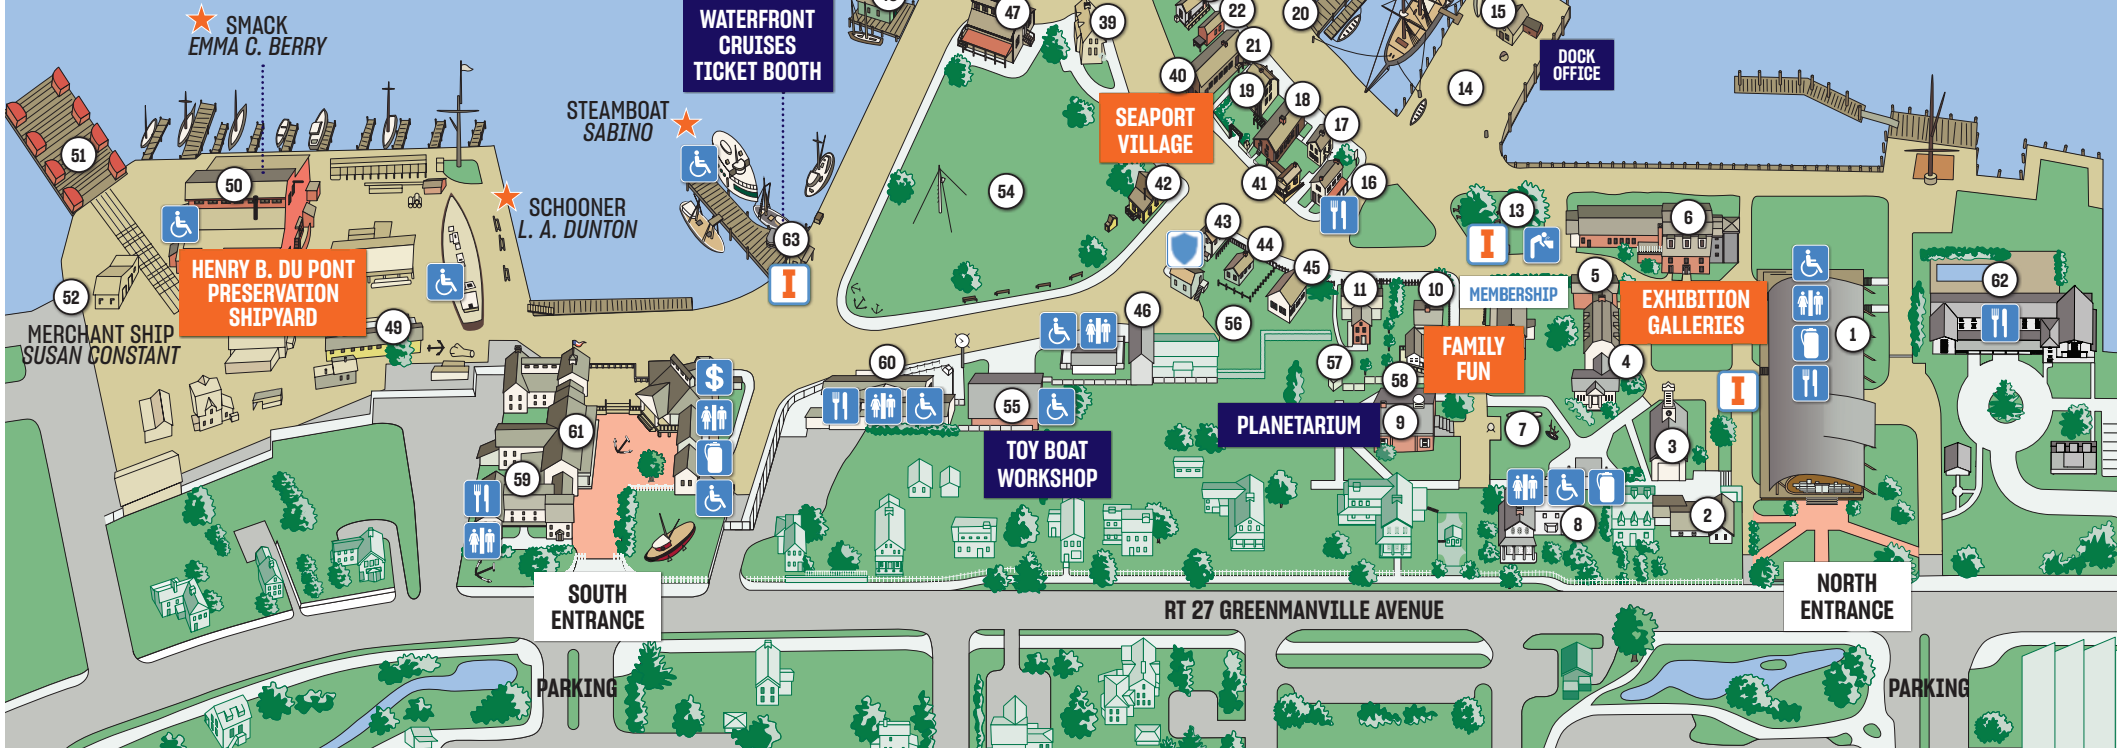 SMACK
EMMA C. BERRY
WATERFRONT
CRUISES
TICKET BOOTH
47
39
22
20
15
21
40
DOCK
OFFICE
14
19
18
STEAMBOAT
SABINO
SEAPORT
VILLAGE
17
51
50
54
42
41
16
SCHOONER
L. A. DUNTON
13
6
I
63
43
44
45
5
62
HENRY B. DU PONT
PRESERVATION
SHIPYARD
I
11
10
MEMBERSHIP
EXHIBITION
GALLERIES
52
46
56
1
MERCHANT SHIP
SUSAN CONSTANT
49
FAMILY
FUN
57
60
58
4
$
I
55
61
PLANETARIUM
9
7
3
TOY BOAT
WORKSHOP
59
8
2
SOUTH
ENTRANCE
RT 27 GREENMANVILLE AVENUE
NORTH
ENTRANCE
PARKING
PARKING